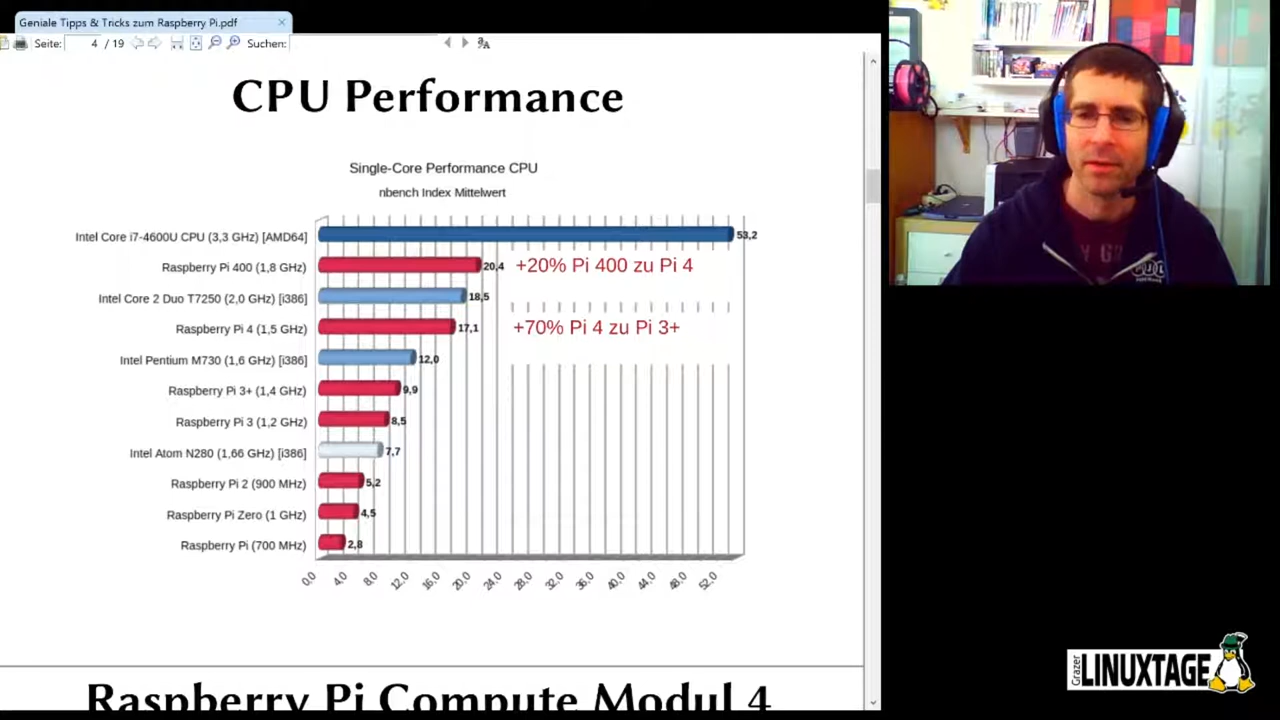 Geniale Tipps & Tricks zum Raspberry Pi.pdf
Seite: 4 / 19 Suchen:
CPU Performance
Single-Core Performance CPU
nbench Index Mittelwert
Intel Core i7-4600U CPU (3,3 GHz) [AMD64] 53,2
Raspberry Pi 400 (1,8 GHz) 20,4 +20% Pi 400 zu Pi 4
Intel Core 2 Duo T7250 (2,0 GHz) [i386] 18,5
Raspberry Pi 4 (1,5 GHz) 17,1 +70% Pi 4 zu Pi 3+
Intel Pentium M730 (1,6 GHz) [i386] 12,0
Raspberry Pi 3+ (1,4 GHz) 9,9
Raspberry Pi 3 (1,2 GHz) 8,5
Intel Atom N280 (1,66 GHz) [i386] 7,7
Raspberry Pi 2 (900 MHz) 5,2
Raspberry Pi Zero (1 GHz) 4,5
Raspberry Pi (700 MHz) 2,8
0,0 4,0 8,0 12,0 16,0 20,0 24,0 28,0 32,0 36,0 40,0 44,0 48,0 52,0
Raspberry Pi Compute Modul 4
Grazer LINUXTAGE